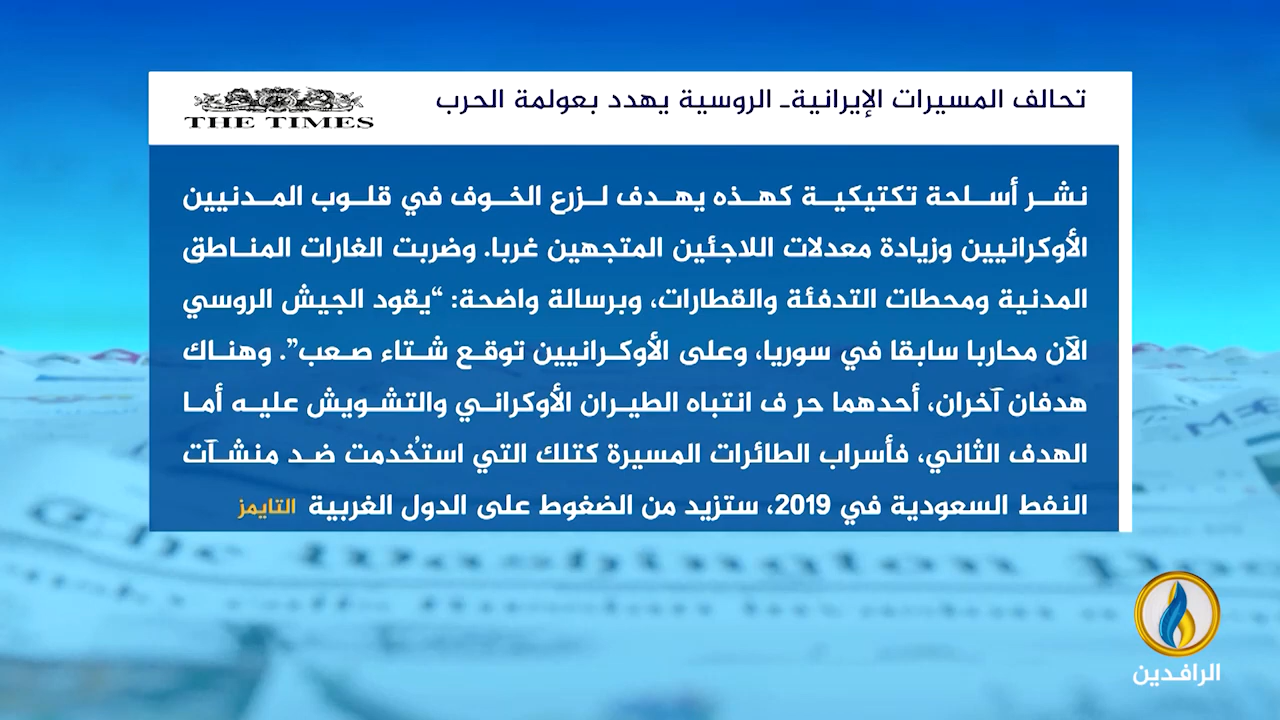 تحالف المسيرات الإيرانية- الروسية يهدد بعولمة الحرب
THE TIMES
نشر أسلحة تكتيكية كهذه يهدف لزرع الخوف في قلوب المدنيين
الأوكرانيين وزيادة معدلات اللاجئين المتجهين غربا. وضربت الغارات المناطق
المدنية ومحطات التدفئة والقطارات، وبرسالة واضحة: “يقود الجيش الروسي
الآن محاربا سابقا في سوريا، وعلى الأوكرانيين توقع شتاء صعب”. وهناك
هدفان آخران، أحدهما حر ف انتباه الطيران الأوكراني والتشويش عليه أما
الهدف الثاني، فأسراب الطائرات المسيرة كتلك التي استُخدمت ضد منشآت
النفط السعودية في 2019، ستزيد من الضغوط على الدول الغربية التايمز
الرافدين